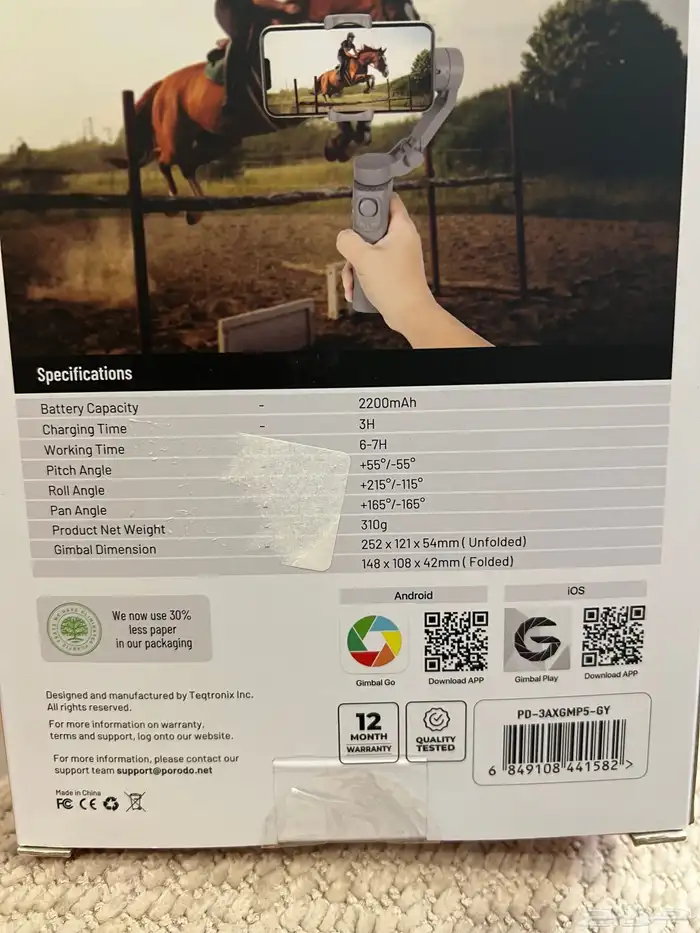 Specifications
Battery Capacity - 2200mAh
Charging Time - 3H
Working Time 6-7H
Pitch Angle +55°/-55°
Roll Angle +215°/-115°
Pan Angle +165°/-165°
Product Net Weight 310g
Gimbal Dimension 252 x 121 x 54mm ( Unfolded)
148 x 108 x 42mm ( Folded)
We now use 30%
less paper
in our packaging
Android
iOS
Gimbal Go
Download APP
Gimbal Play
Download APP
Designed and manufactured by Teqtronix Inc.
All rights reserved.
For more information on warranty,
terms and support, log onto our website.
For more information, please contact our
support team support@porodo.net
Made in China
FC CE
12
MONTH
WARRANTY
QUALITY
TESTED
PD-3AXGMP5-GY
6 849108 441582 >